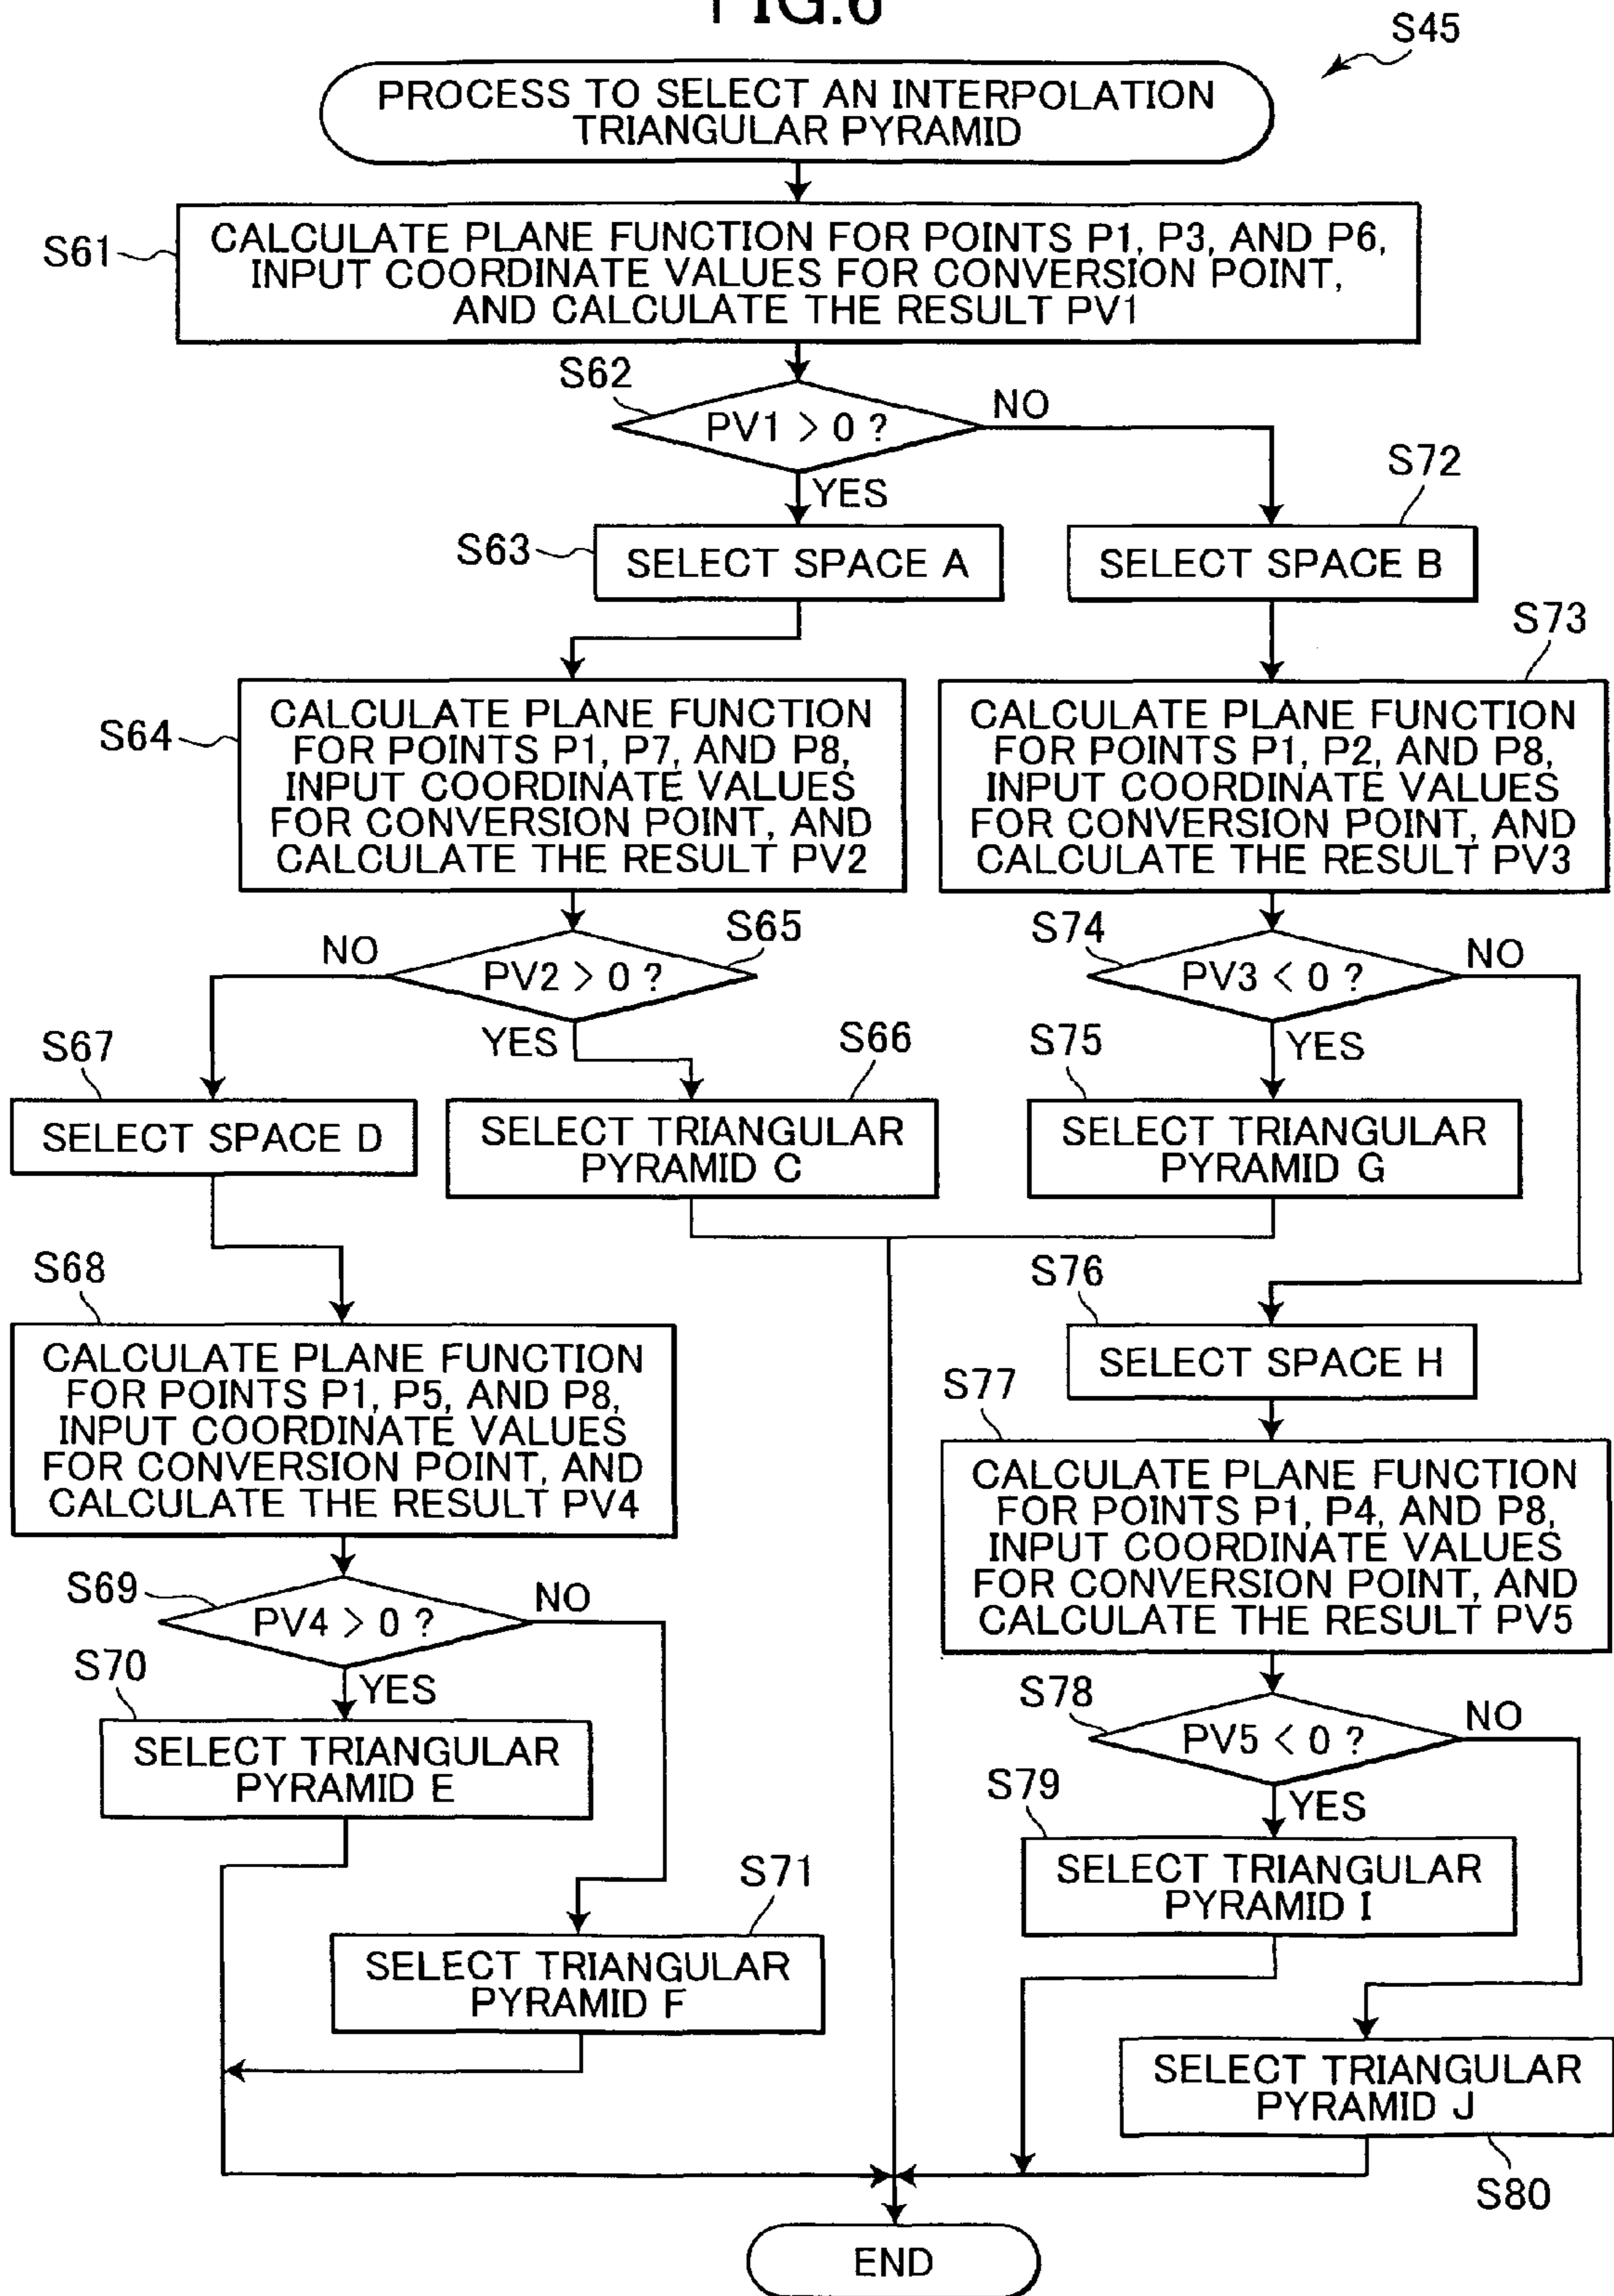 FIG.6
S45
PROCESS TO SELECT AN INTERPOLATION
TRIANGULAR PYRAMID
S61
CALCULATE PLANE FUNCTION FOR POINTS P1, P3, AND P6,
INPUT COORDINATE VALUES FOR CONVERSION POINT,
AND CALCULATE THE RESULT PV1
S62
PV1 > 0 ?
NO
YES
S72
S63
SELECT SPACE A
SELECT SPACE B
S73
S64
CALCULATE PLANE FUNCTION
FOR POINTS P1, P7, AND P8,
INPUT COORDINATE VALUES
FOR CONVERSION POINT, AND
CALCULATE THE RESULT PV2
CALCULATE PLANE FUNCTION
FOR POINTS P1, P2, AND P8,
INPUT COORDINATE VALUES
FOR CONVERSION POINT, AND
CALCULATE THE RESULT PV3
S65
NO
PV2 > 0 ?
YES
S74
PV3 < 0 ?
NO
YES
S67
SELECT SPACE D
S66
SELECT TRIANGULAR
PYRAMID C
S75
SELECT TRIANGULAR
PYRAMID G
S68
CALCULATE PLANE FUNCTION
FOR POINTS P1, P5, AND P8,
INPUT COORDINATE VALUES
FOR CONVERSION POINT, AND
CALCULATE THE RESULT PV4
S76
SELECT SPACE H
S77
CALCULATE PLANE FUNCTION
FOR POINTS P1, P4, AND P8,
INPUT COORDINATE VALUES
FOR CONVERSION POINT, AND
CALCULATE THE RESULT PV5
S69
PV4 > 0 ?
NO
YES
S70
SELECT TRIANGULAR
PYRAMID E
S78
PV5 < 0 ?
NO
YES
S79
SELECT TRIANGULAR
PYRAMID I
S71
SELECT TRIANGULAR
PYRAMID F
SELECT TRIANGULAR
PYRAMID J
S80
END